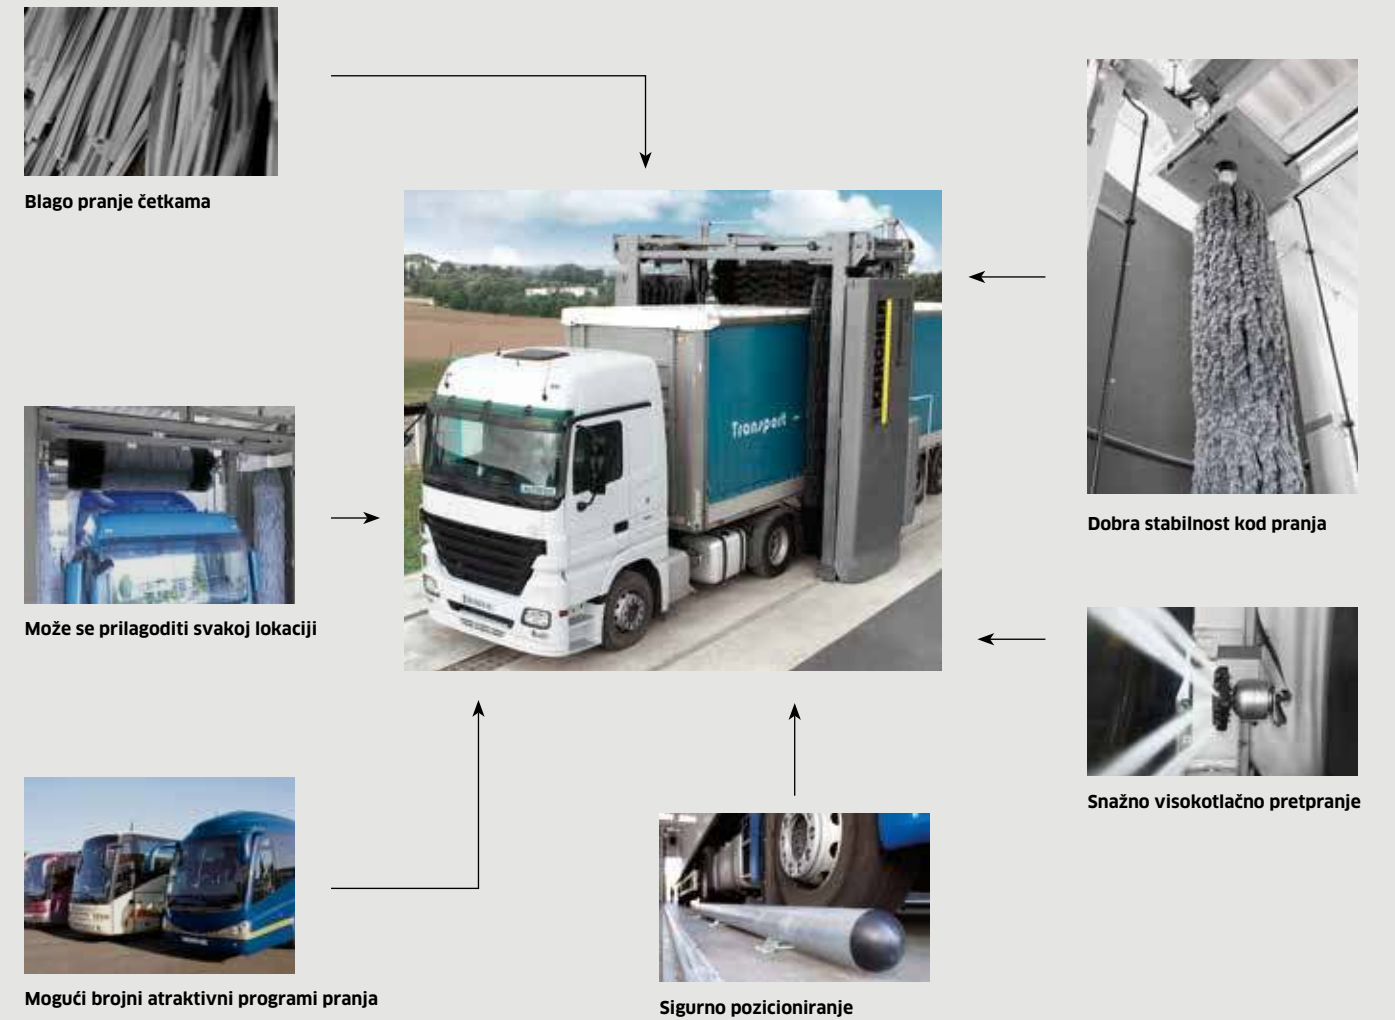 Blago pranje četkama
Transport
KÄRCHER
Dobra stabilnost kod pranja
Može se prilagoditi svakoj lokaciji
Snažno visokotlačno pretpranje
Mogući brojni atraktivni programi pranja
Sigurno pozicioniranje